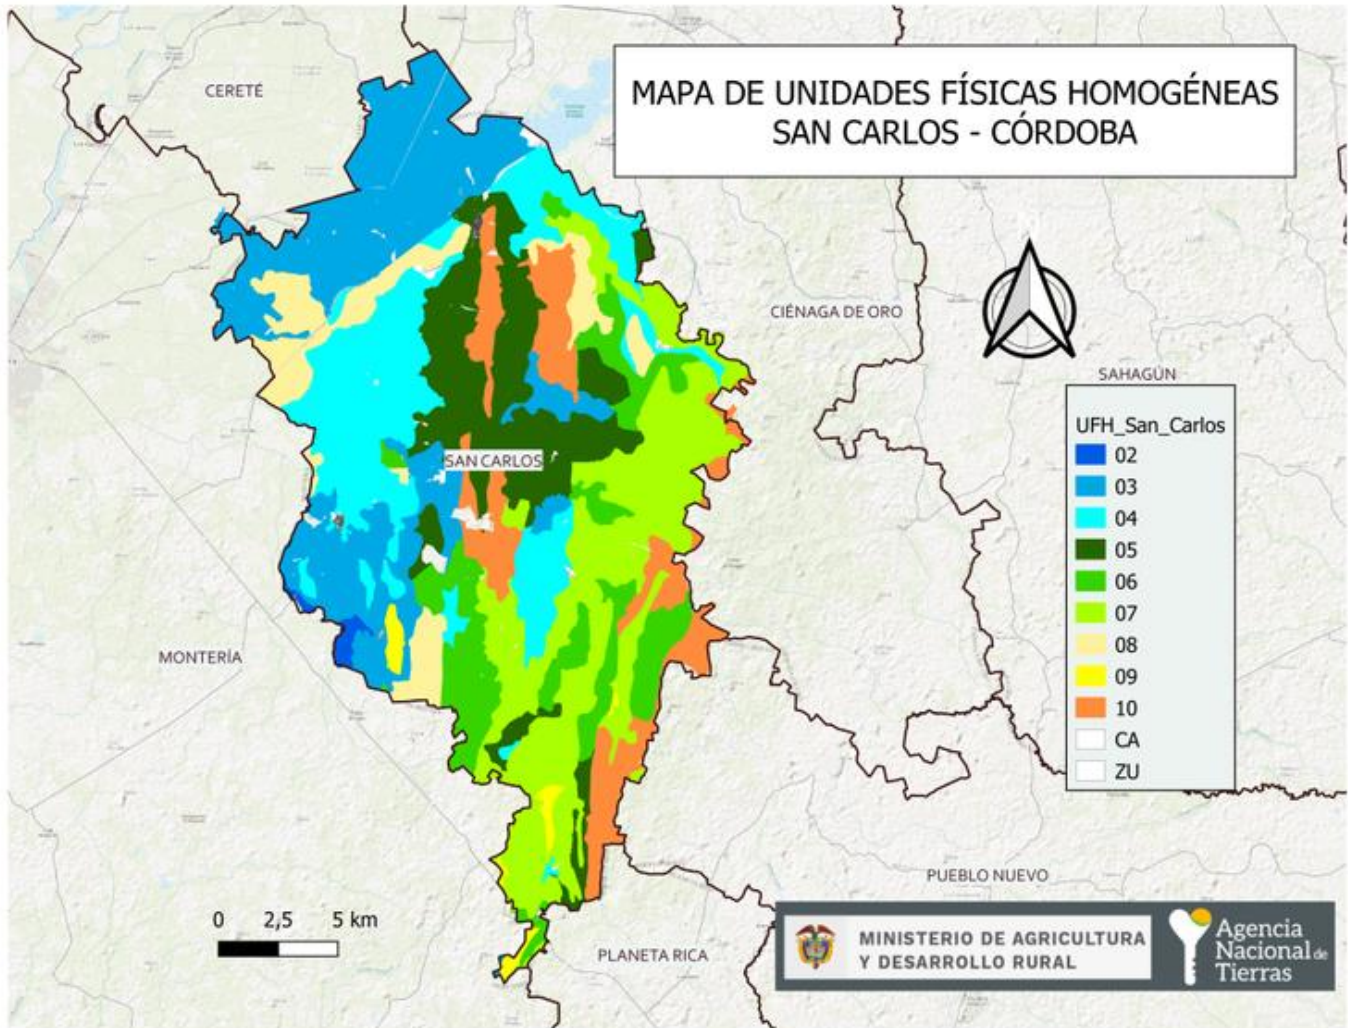 MAPA DE UNIDADES FÍSICAS HOMOGÉNEAS
SAN CARLOS - CÓRDOBA
CERETÉ
CIÉNAGA DE ORO
SAHAGÚN
UFH_San_Carlos
02
03
04
05
06
07
08
09
10
CA
ZU
SAN CARLOS
MONTERÍA
PUEBLO NUEVO
PLANETA RICA
0 2,5 5 km
MINISTERIO DE AGRICULTURA
Y DESARROLLO RURAL
Agencia
Nacional de
Tierras